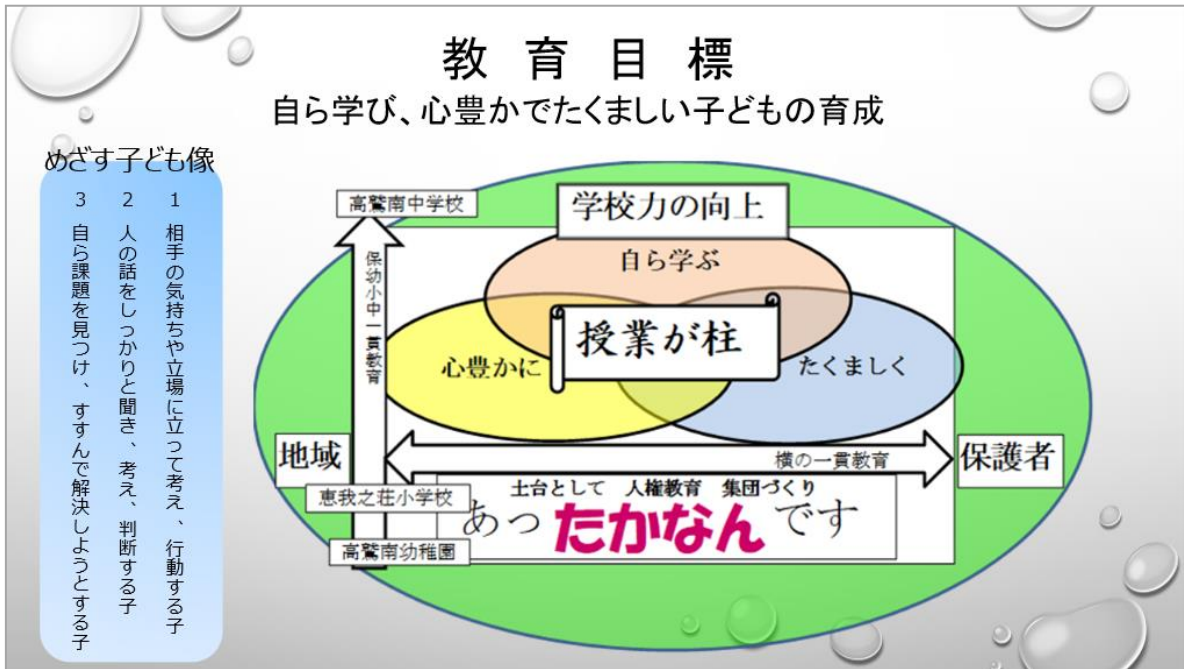 教 育 目 標
自ら学び、心豊かでたくましい子どもの育成
めざす子ども像
1 相手の気持ちや立場に立って考え、行動する子
2 人の話をしっかりと聞き、考え、判断する子
3 自ら課題を見つけ、すすんで解決しようとする子
高鷲南中学校
学校力の向上
保幼小中一貫教育
自ら学ぶ
授業が柱
心豊かに
たくましく
地域
横の一貫教育
保護者
恵我之荘小学校
土台として 人権教育 集団づくり
あったかなんです
高鷲南幼稚園